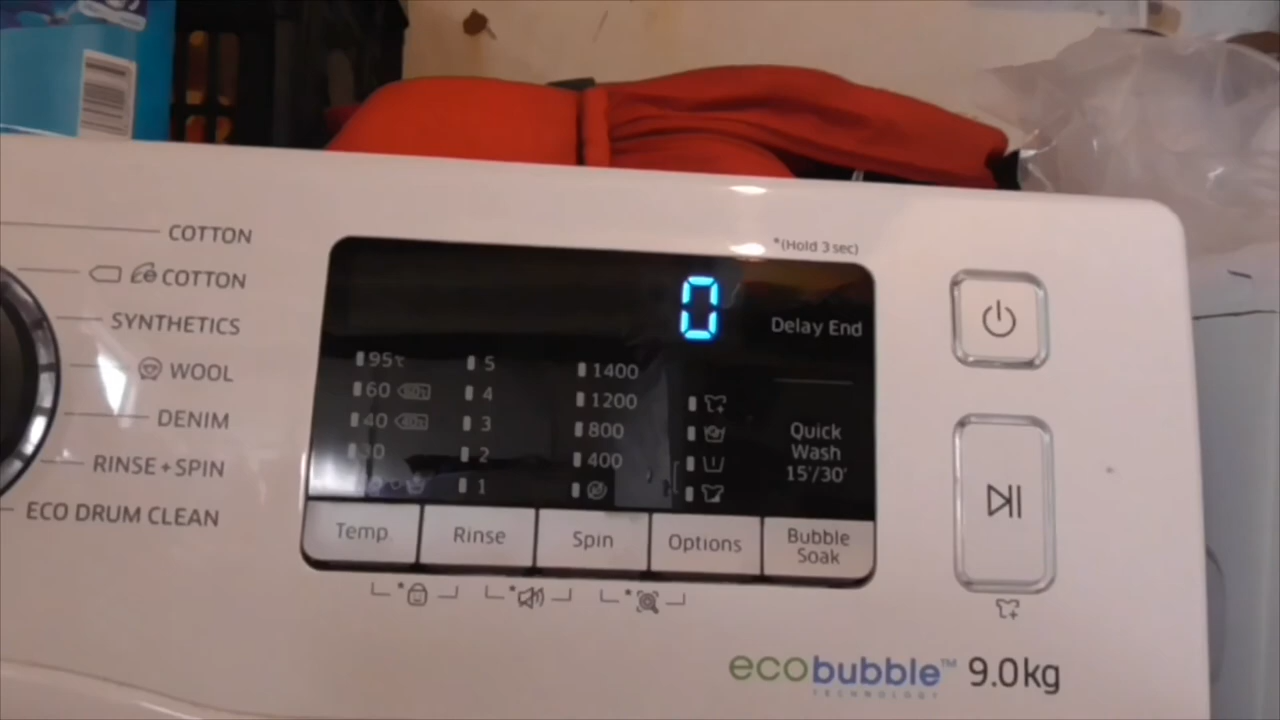 COTTON
COTTON
SYNTHETICS
WOOL
DENIM
RINSE+SPIN
ECO DRUM CLEAN
*(Hold 3 sec)
0
Delay End
95℃
60
40
30
5
4
3
2
1
1400
1200
800
400
Quick
Wash
15'/30'
Temp.
Rinse
Spin
Options
Bubble
Soak
*
*
*
ecobubble™ 9.0kg
TECHNOLOGY